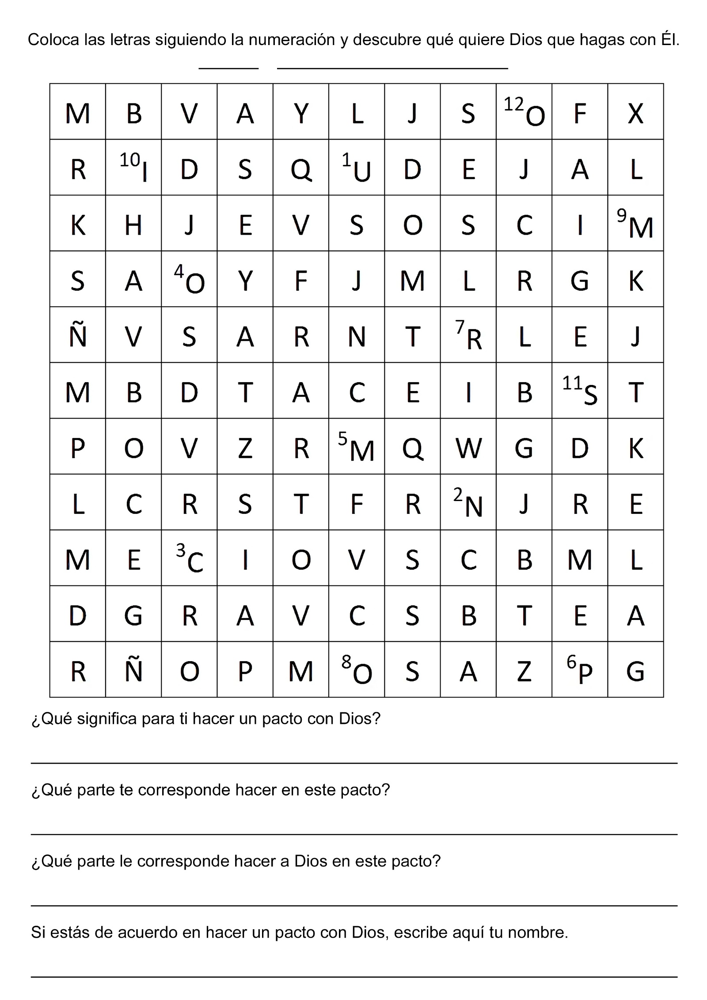 Coloca las letras siguiendo la numeración y descubre qué quiere Dios que hagas con Él.
M B V A Y L J S 12O F X
R 10I D S Q 1U D E J A L
K H J E V S O S C I 9M
S A 4O Y F J M L R G K
Ñ V S A R N T 7R L E J
M B D T A C E I B 11S T
P O V Z R 5M Q W G D K
L C R S T F R 2N J R E
M E 3C I O V S C B M L
D G R A V C S B T E A
R Ñ O P M 8O S A Z 6P G
¿Qué significa para ti hacer un pacto con Dios?
¿Qué parte te corresponde hacer en este pacto?
¿Qué parte le corresponde hacer a Dios en este pacto?
Si estás de acuerdo en hacer un pacto con Dios, escribe aquí tu nombre.